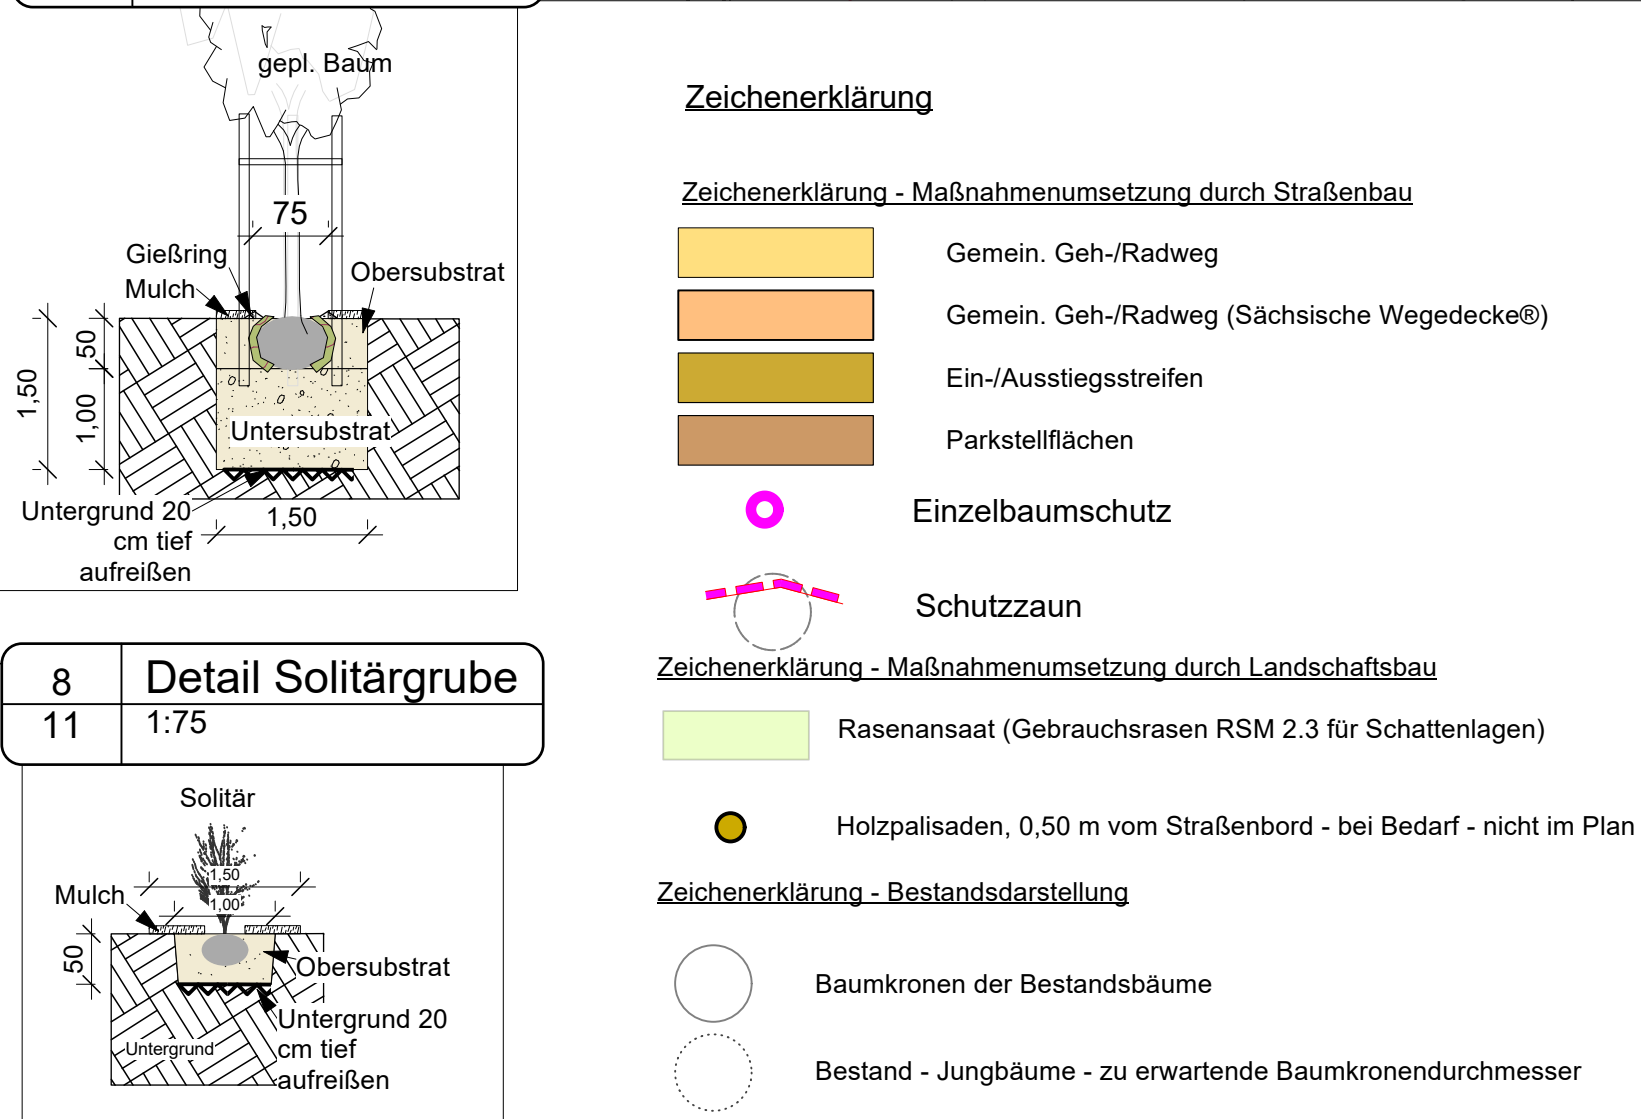 gepl. Baum
75
Gießring
Mulch
Obersubstrat
50
1,50
1,00
Untersubstrat
Untergrund 20
cm tief
aufreißen
1,50
8
Detail Solitärgrube
11
1:75
Solitär
1,50
1,00
Mulch
50
Obersubstrat
Untergrund 20
cm tief
aufreißen
Untergrund
Zeichenerklärung
Zeichenerklärung - Maßnahmenumsetzung durch Straßenbau
Gemein. Geh-/Radweg
Gemein. Geh-/Radweg (Sächsische Wegedecke®)
Ein-/Ausstiegsstreifen
Parkstellflächen
Einzelbaumschutz
Schutzzaun
Zeichenerklärung - Maßnahmenumsetzung durch Landschaftsbau
Rasenansaat (Gebrauchsrasen RSM 2.3 für Schattenlagen)
Holzpalisaden, 0,50 m vom Straßenbord - bei Bedarf - nicht im Plan
Zeichenerklärung - Bestandsdarstellung
Baumkronen der Bestandsbäume
Bestand - Jungbäume - zu erwartende Baumkronendurchmesser